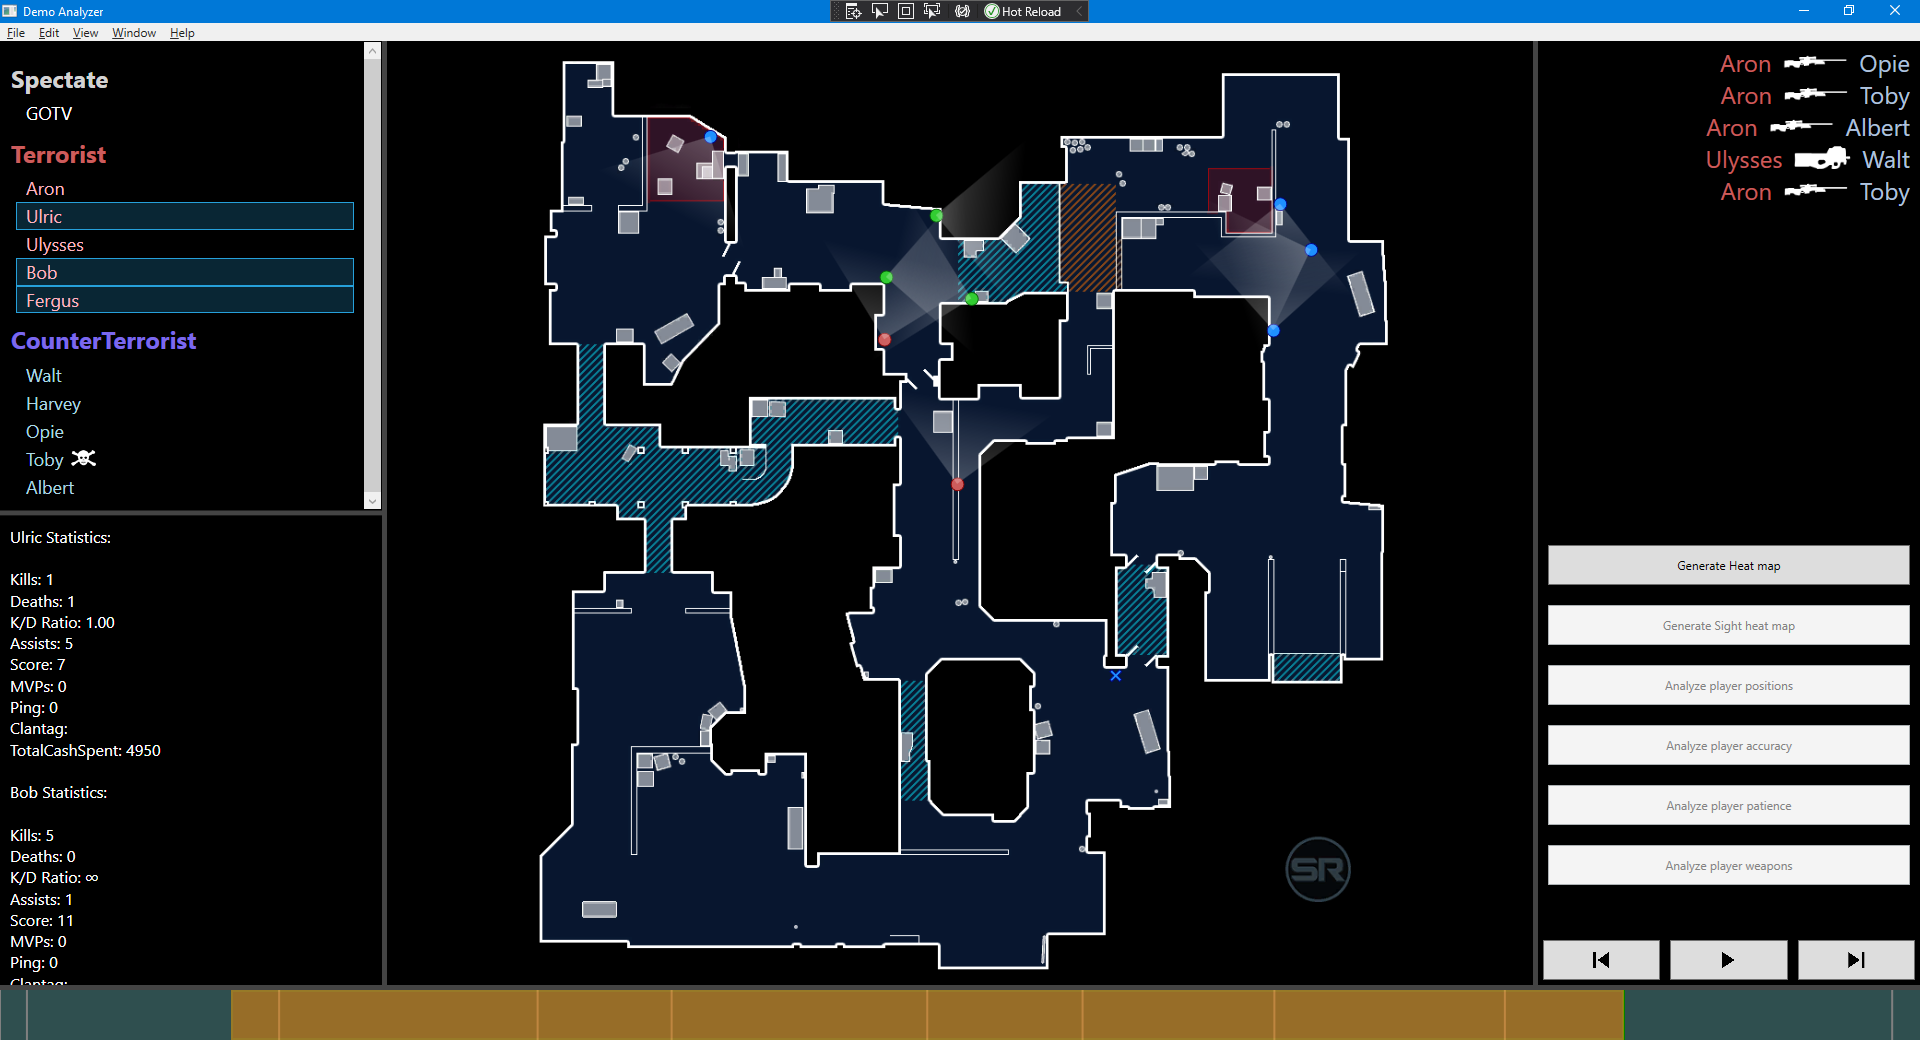 Demo Analyzer
Hot Reload
File Edit View Window Help
Spectate
GOTV
Terrorist
Aron
Ulric
Ulysses
Bob
Fergus
CounterTerrorist
Walt
Harvey
Opie
Toby
Albert
Ulric Statistics:
Kills: 1
Deaths: 1
K/D Ratio: 1.00
Assists: 5
Score: 7
MVPs: 0
Ping: 0
Clantag:
TotalCashSpent: 4950
Bob Statistics:
Kills: 5
Deaths: 0
K/D Ratio: ∞
Assists: 1
Score: 11
MVPs: 0
Ping: 0
Clantag:
SR
Aron Opie
Aron Toby
Aron Albert
Ulysses Walt
Aron Toby
Generate Heat map
Generate Sight heat map
Analyze player positions
Analyze player accuracy
Analyze player patience
Analyze player weapons